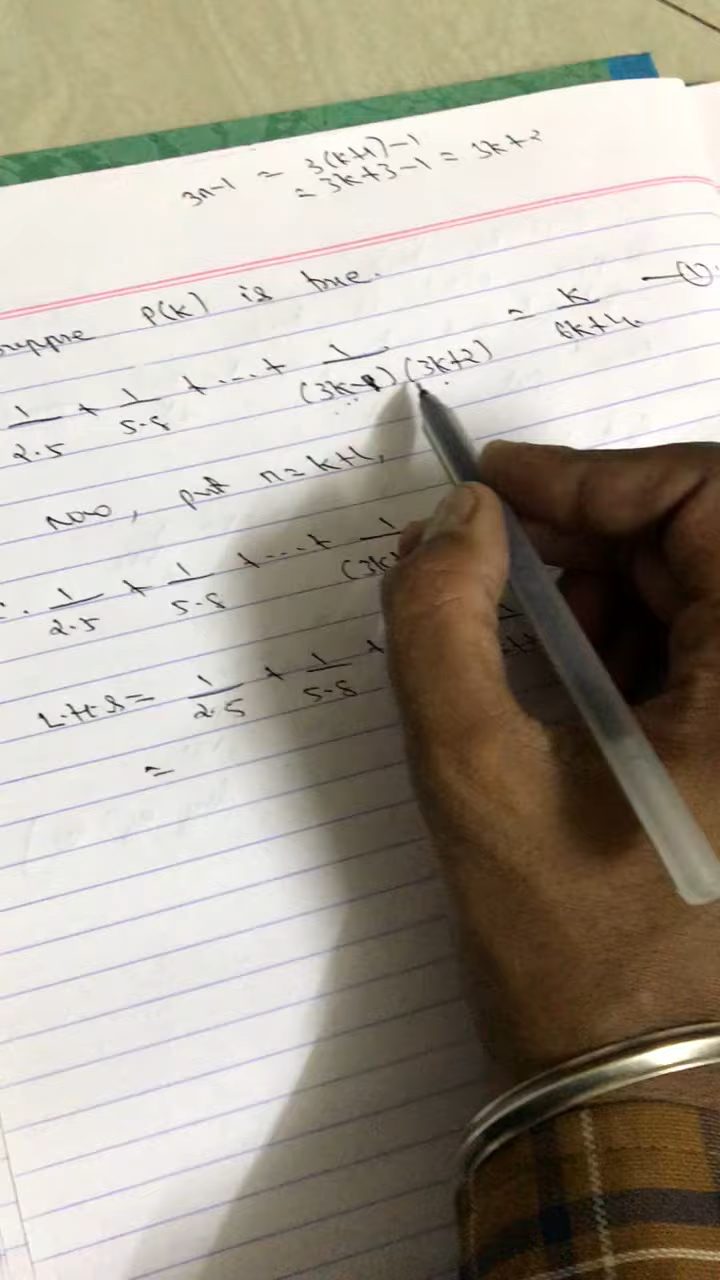 3n-1 = 3(k+1)-1
= 3k+3-1 = 3k+2
P(k) is true.
1/2.5 + 1/5.8 + ... + 1/(3k-1)(3k+2) = k/6k+4 — ①
Now, put n=k+1,
1/2.5 + 1/5.8 + ... + 1/(3k
L.H.S = 1/2.5 + 1/5.8 +
=